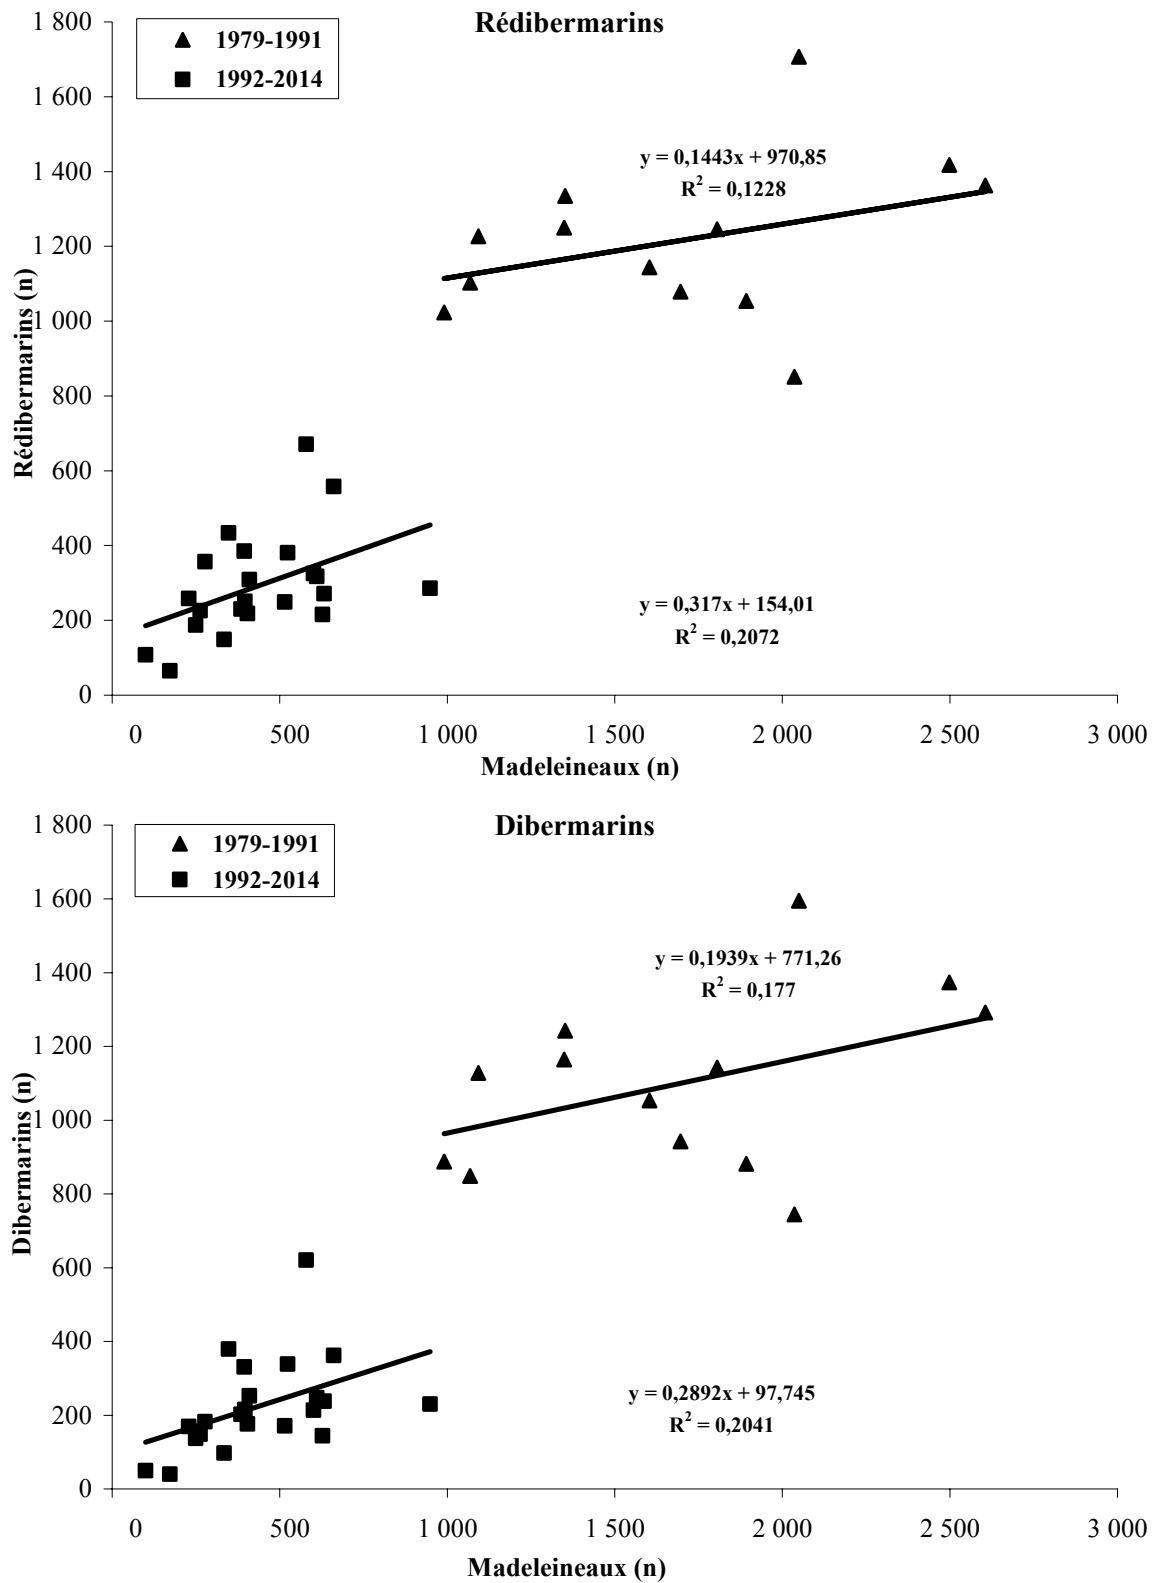 Rédibermarins
1979-1991
1992-2014
1 800
1 600
1 400
1 200
1 000
800
600
400
200
0
Rédibermarins (n)
y = 0,1443x + 970,85
R² = 0,1228
y = 0,317x + 154,01
R² = 0,2072
0 500 1 000 1 500 2 000 2 500 3 000
Madeleineaux (n)
Dibermarins
1979-1991
1992-2014
1 800
1 600
1 400
1 200
1 000
800
600
400
200
0
Dibermarins (n)
y = 0,1939x + 771,26
R² = 0,177
y = 0,2892x + 97,745
R² = 0,2041
0 500 1 000 1 500 2 000 2 500 3 000
Madeleineaux (n)